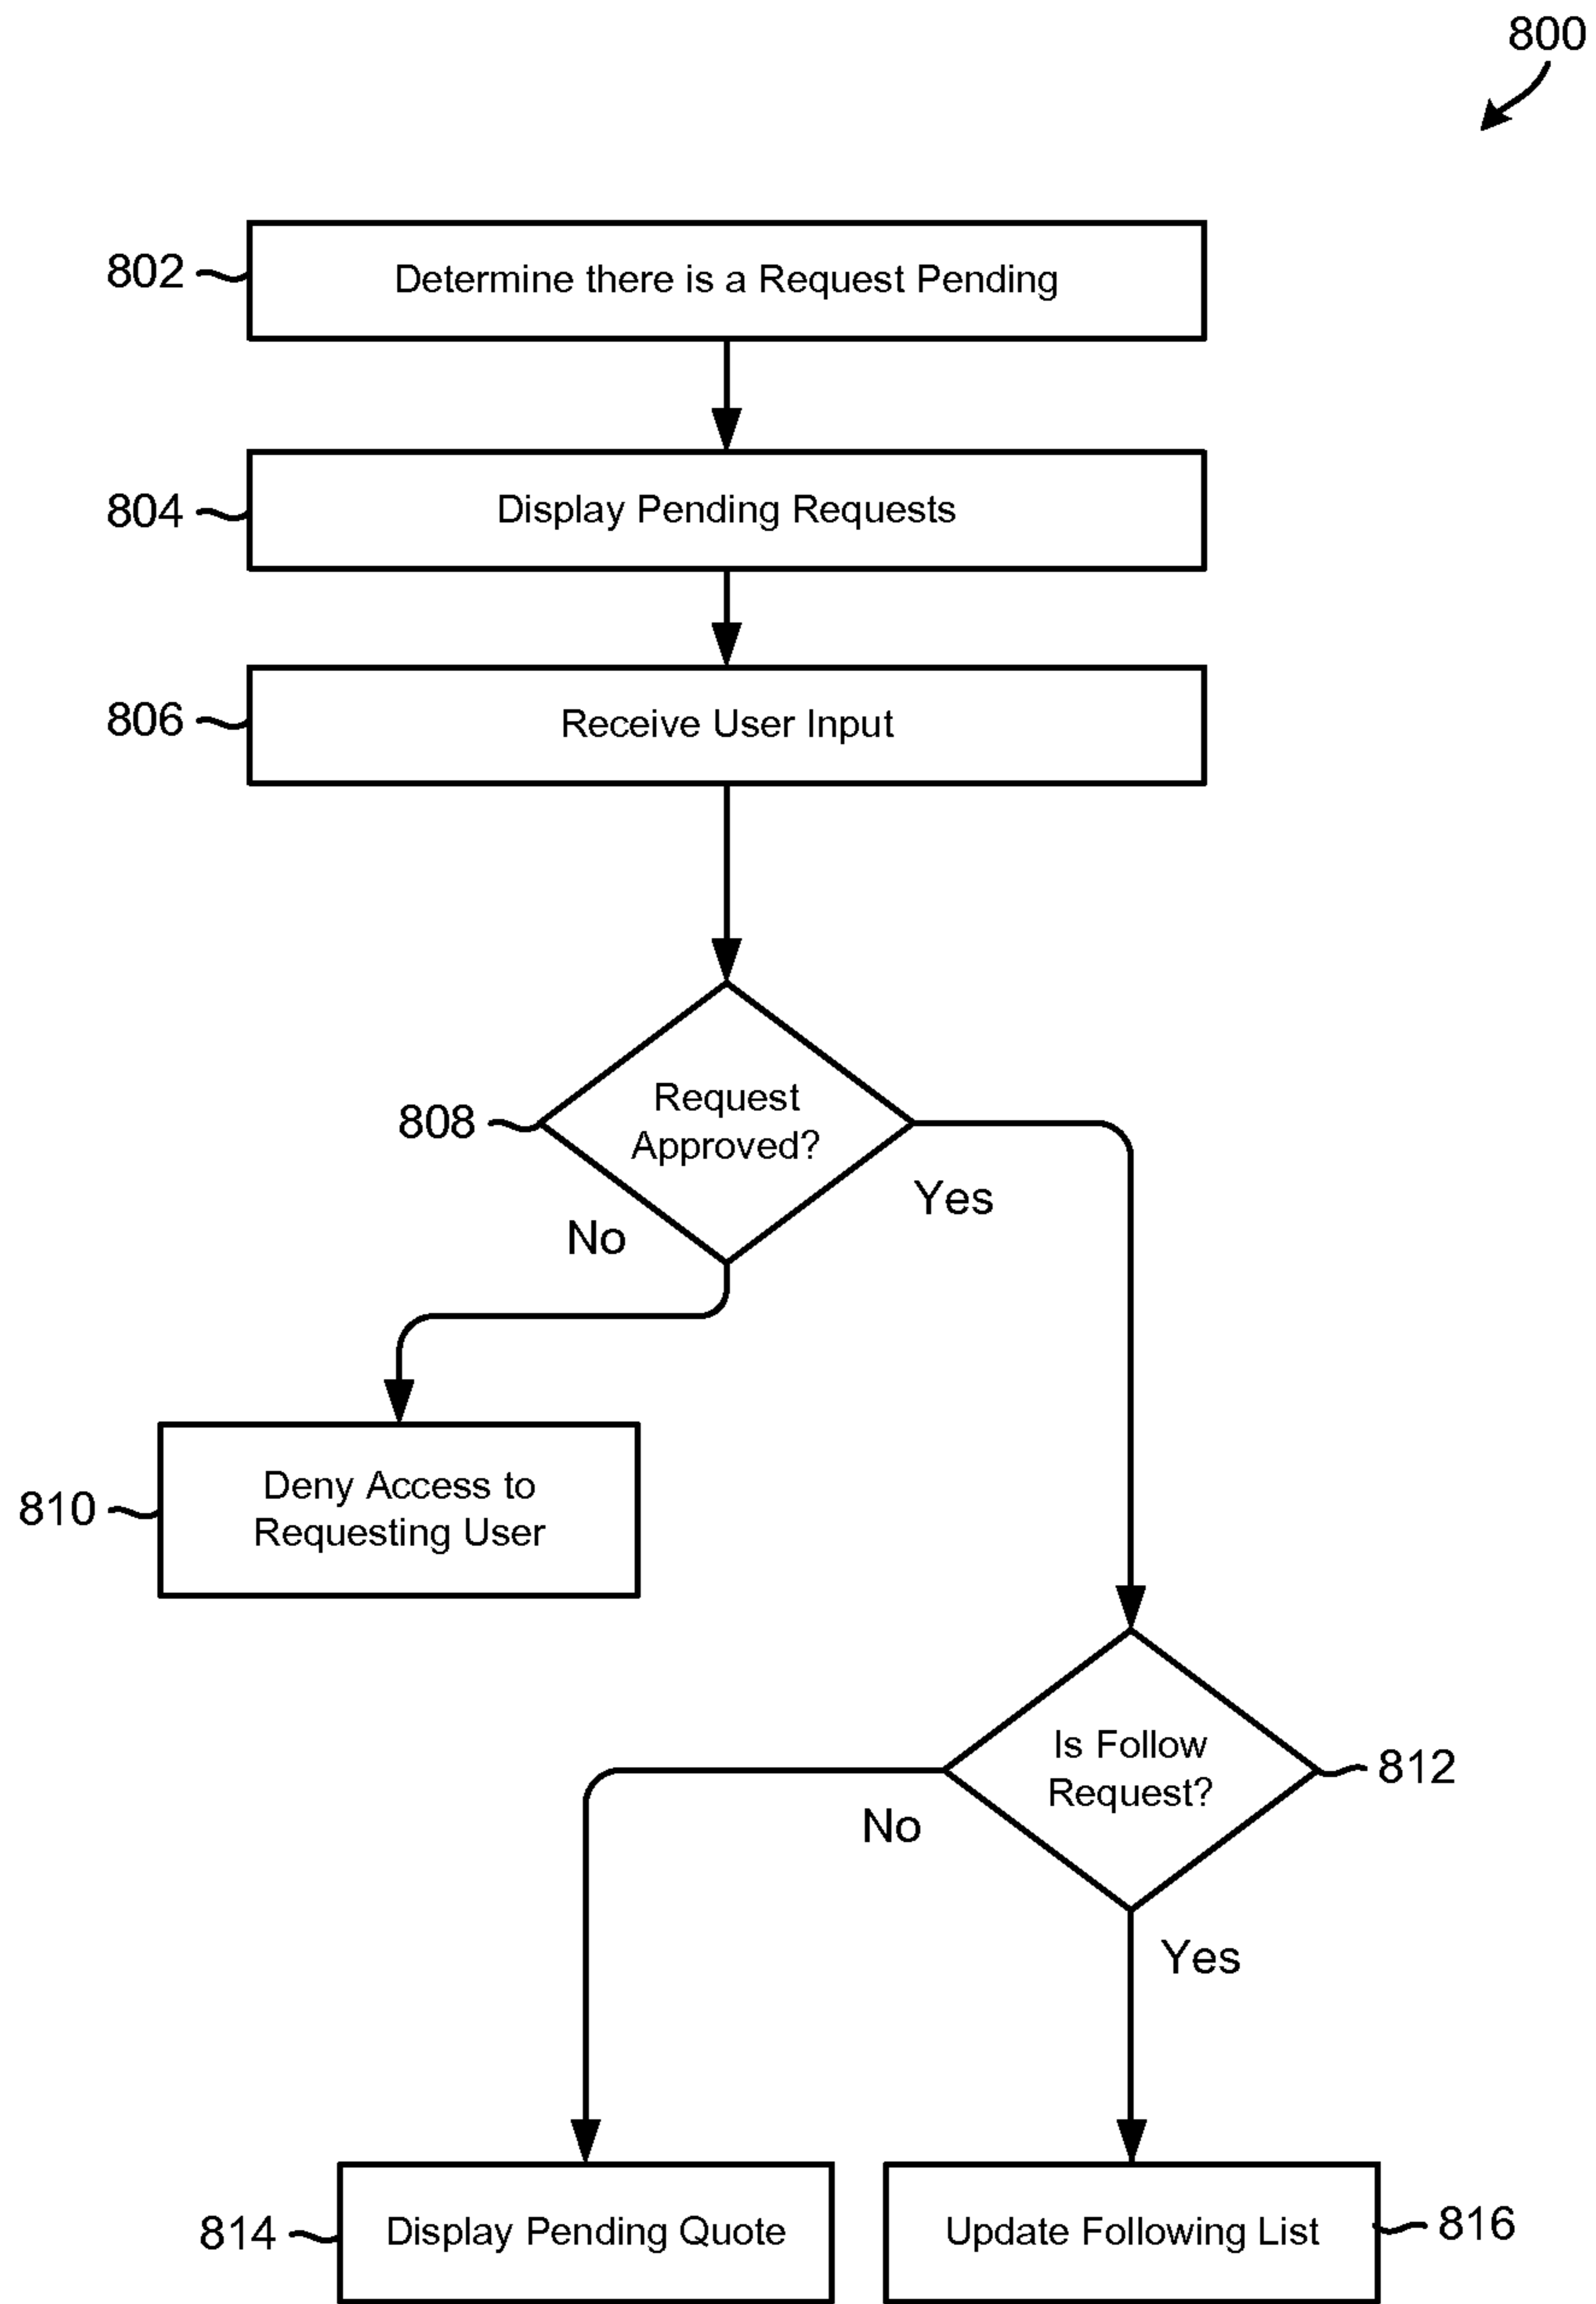 800
802
Determine there is a Request Pending
804
Display Pending Requests
806
Receive User Input
808
Request
Approved?
Yes
No
810
Deny Access to
Requesting User
Is Follow
Request?
812
No
Yes
814
Display Pending Quote
Update Following List
816